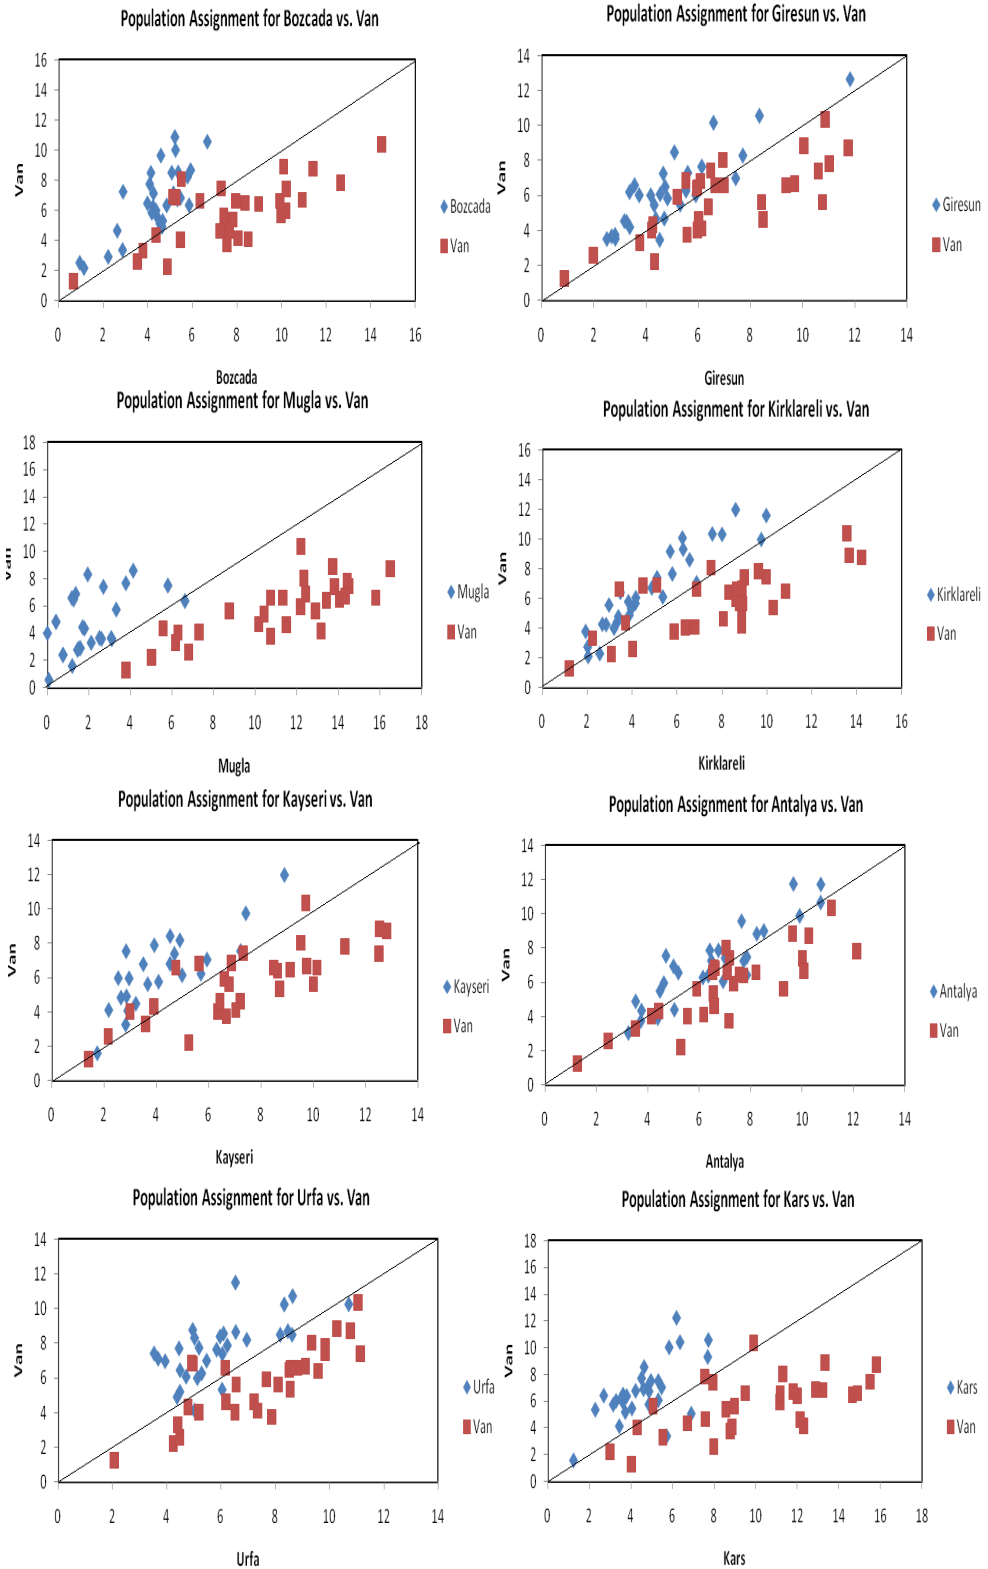 Population Assignment for Bozcada vs. Van
16
14
12
10
8
6
4
2
0
Van
0 2 4 6 8 10 12 14 16
Bozcada
Bozcada
Van
Population Assignment for Giresun vs. Van
14
12
10
8
6
4
2
0
Van
0 2 4 6 8 10 12 14
Giresun
Giresun
Van
Population Assignment for Mugla vs. Van
18
16
14
12
10
8
6
4
2
0
Van
0 2 4 6 8 10 12 14 16 18
Mugla
Mugla
Van
Population Assignment for Kirklareli vs. Van
16
14
12
10
8
6
4
2
0
Van
0 2 4 6 8 10 12 14 16
Kirklareli
Kirklareli
Van
Population Assignment for Kayseri vs. Van
14
12
10
8
6
4
2
0
Van
0 2 4 6 8 10 12 14
Kayseri
Kayseri
Van
Population Assignment for Antalya vs. Van
14
12
10
8
6
4
2
0
Van
0 2 4 6 8 10 12 14
Antalya
Antalya
Van
Population Assignment for Urfa vs. Van
14
12
10
8
6
4
2
0
Van
0 2 4 6 8 10 12 14
Urfa
Urfa
Van
Population Assignment for Kars vs. Van
18
16
14
12
10
8
6
4
2
0
Van
0 2 4 6 8 10 12 14 16 18
Kars
Kars
Van